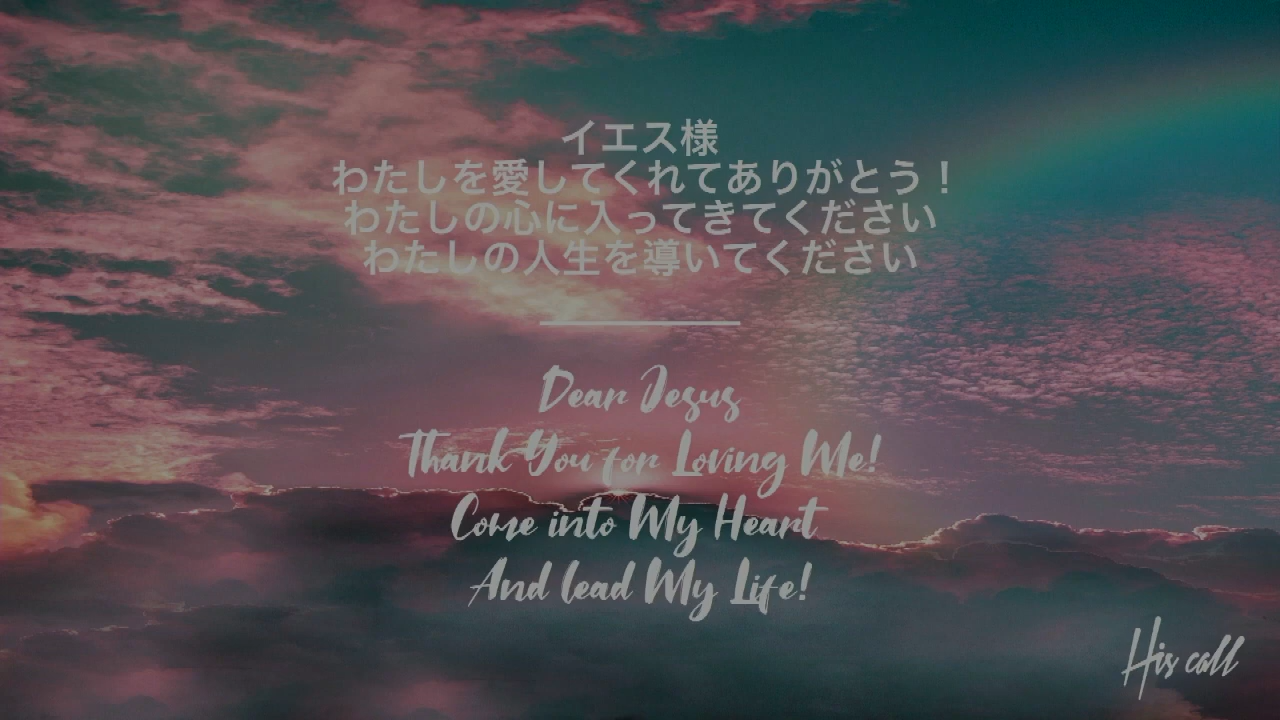 イエス様
わたしを愛してくれてありがとう！
わたしの心に入ってきてください
わたしの人生を導いてください
Dear Jesus
Thank You for Loving Me!
Come into My Heart
And lead My Life!
His call